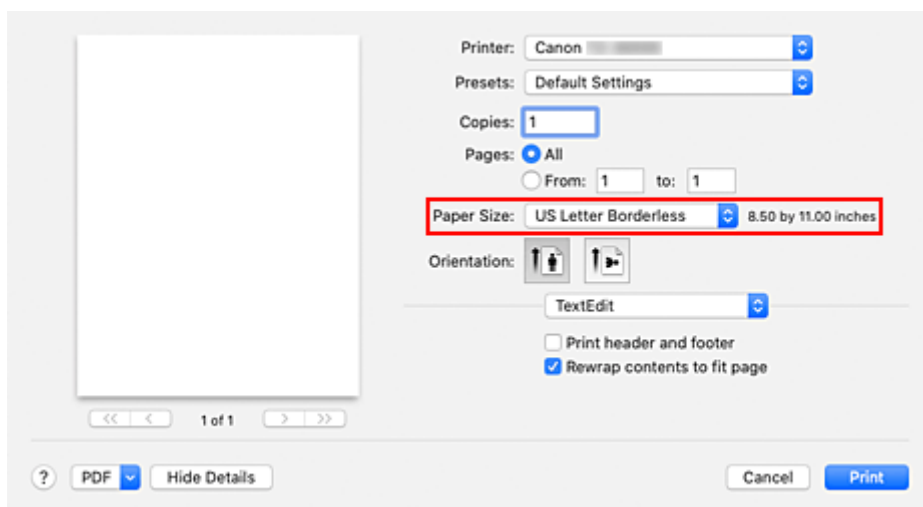 Printer: Canon
Presets: Default Settings
Copies: 1
Pages: All
From: 1 to: 1
Paper Size: US Letter Borderless 8.50 by 11.00 inches
Orientation:
TextEdit
Print header and footer
Rewrap contents to fit page
<< < 1 of 1 > >>
? PDF Hide Details Cancel Print